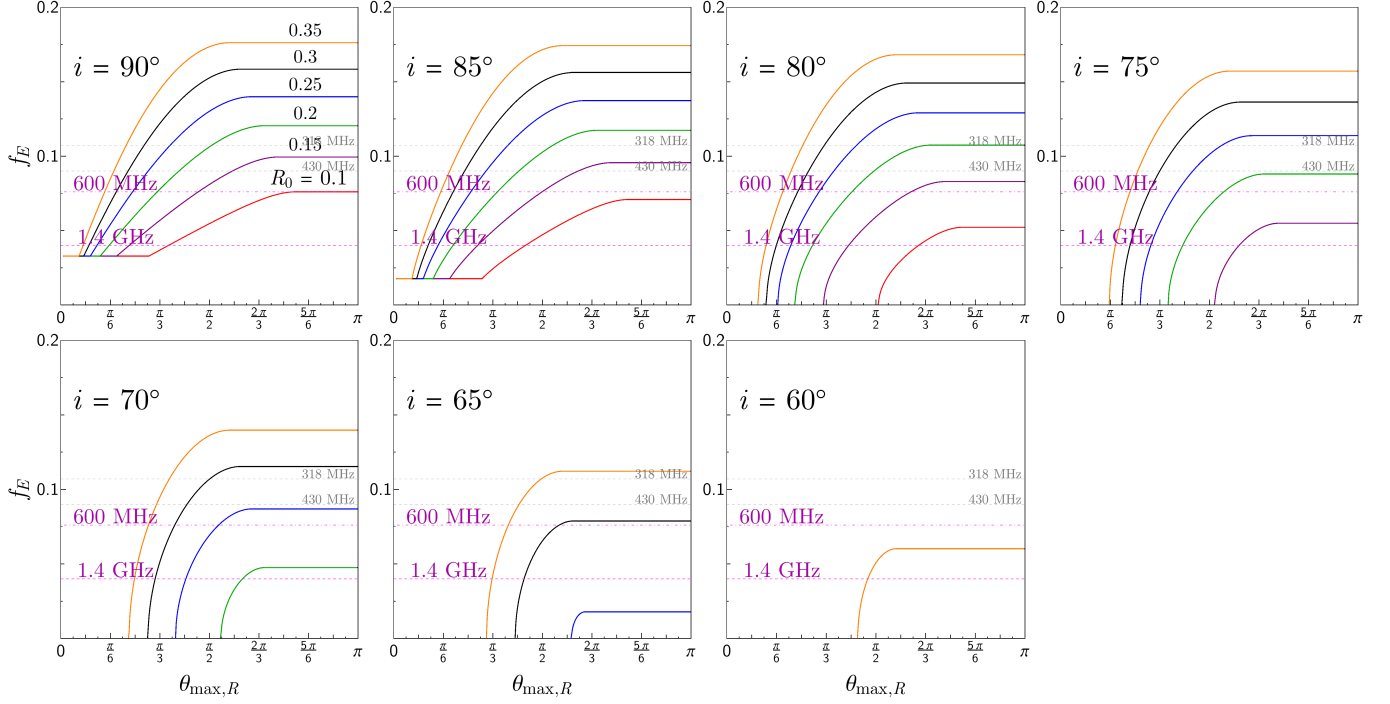 0.2
0.1
f_E
i = 90°
0.35
0.3
0.25
0.2
0.15
R_0 = 0.1
318 MHz
430 MHz
600 MHz
1.4 GHz
0 π/6 π/3 π/2 2π/3 5π/6 π
0.2
0.1
i = 85°
318 MHz
430 MHz
600 MHz
1.4 GHz
0 π/6 π/3 π/2 2π/3 5π/6 π
0.2
0.1
i = 80°
318 MHz
430 MHz
600 MHz
1.4 GHz
0 π/6 π/3 π/2 2π/3 5π/6 π
0.2
0.1
i = 75°
318 MHz
430 MHz
600 MHz
1.4 GHz
0 π/6 π/3 π/2 2π/3 5π/6 π
0.2
0.1
f_E
i = 70°
318 MHz
430 MHz
600 MHz
1.4 GHz
0 π/6 π/3 π/2 2π/3 5π/6 π
θ_max,R
0.2
0.1
i = 65°
318 MHz
430 MHz
600 MHz
1.4 GHz
0 π/6 π/3 π/2 2π/3 5π/6 π
θ_max,R
0.2
0.1
i = 60°
318 MHz
430 MHz
600 MHz
1.4 GHz
0 π/6 π/3 π/2 2π/3 5π/6 π
θ_max,R